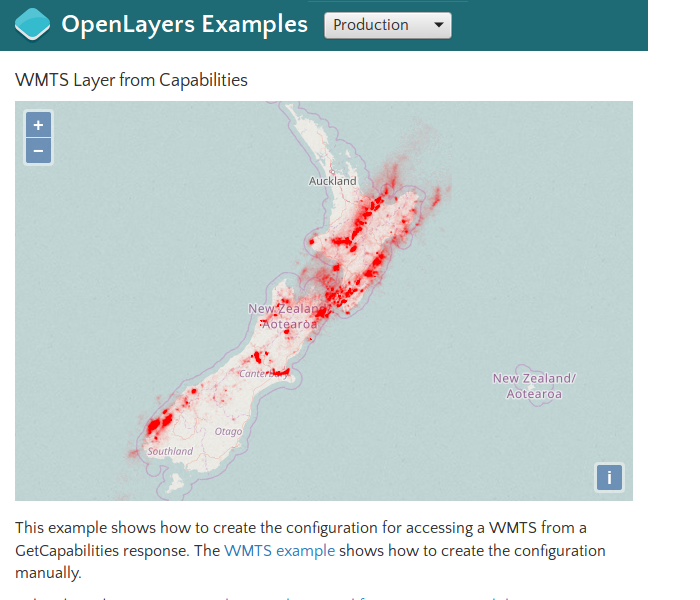 OpenLayers Examples
Production
WMTS Layer from Capabilities
+
−
Auckland
New Zealand/
Aotearoa
Canterbury
New Zealand/
Aotearoa
Otago
Southland
i
This example shows how to create the configuration for accessing a WMTS from a
GetCapabilities response. The WMTS example shows how to create the configuration
manually.